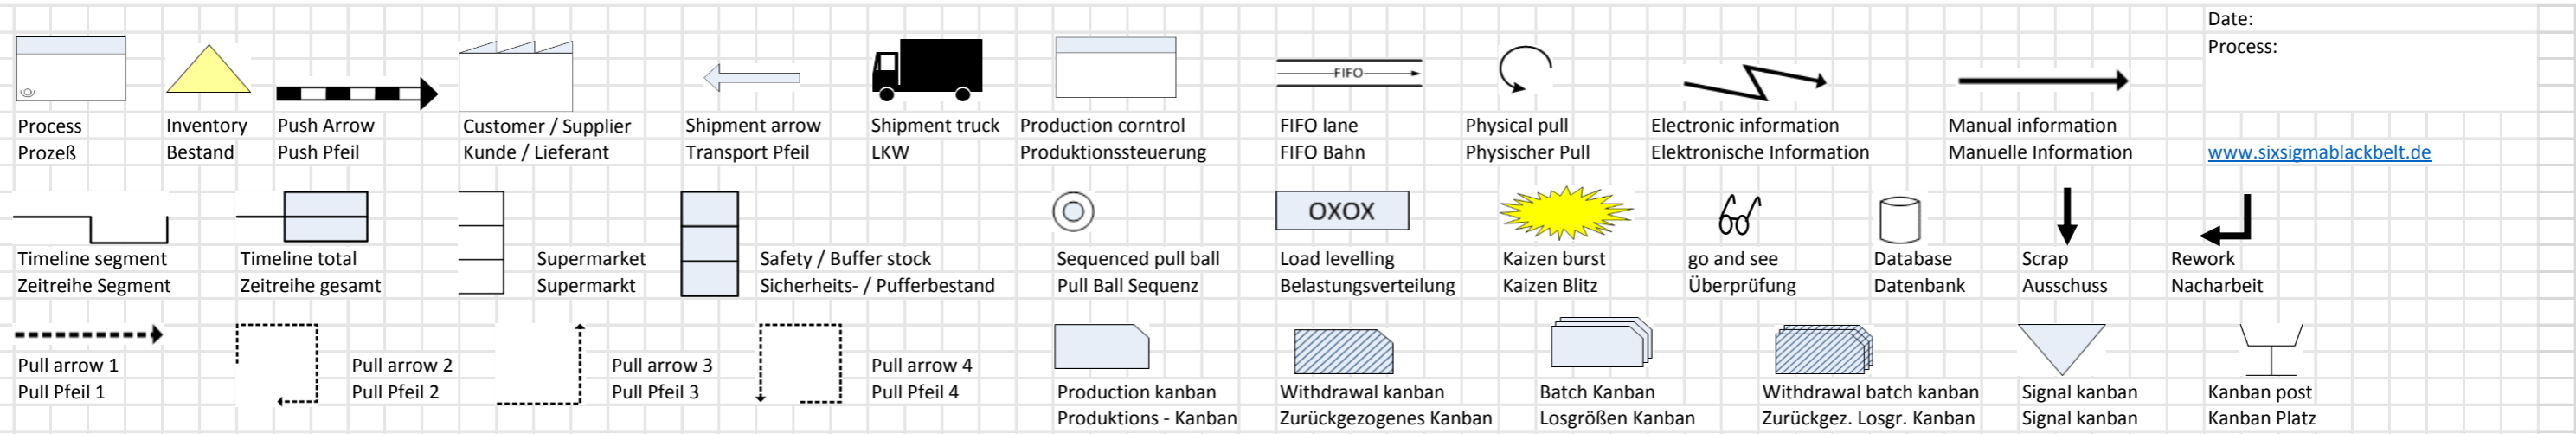 Date:
Process:
FIFO
Process
Prozeß
Inventory
Bestand
Push Arrow
Push Pfeil
Customer / Supplier
Kunde / Lieferant
Shipment arrow
Transport Pfeil
Shipment truck
LKW
Production corntrol
Produktionssteuerung
FIFO lane
FIFO Bahn
Physical pull
Physischer Pull
Electronic information
Elektronische Information
Manual information
Manuelle Information
www.sixsigmablackbelt.de
OXOX
Timeline segment
Zeitreihe Segment
Timeline total
Zeitreihe gesamt
Supermarket
Supermarkt
Safety / Buffer stock
Sicherheits- / Pufferbestand
Sequenced pull ball
Pull Ball Sequenz
Load levelling
Belastungsverteilung
Kaizen burst
Kaizen Blitz
go and see
Überprüfung
Database
Datenbank
Scrap
Ausschuss
Rework
Nacharbeit
Pull arrow 1
Pull Pfeil 1
Pull arrow 2
Pull Pfeil 2
Pull arrow 3
Pull Pfeil 3
Pull arrow 4
Pull Pfeil 4
Production kanban
Produktions - Kanban
Withdrawal kanban
Zurückgezogenes Kanban
Batch Kanban
Losgrößen Kanban
Withdrawal batch kanban
Zurückgez. Losgr. Kanban
Signal kanban
Signal kanban
Kanban post
Kanban Platz